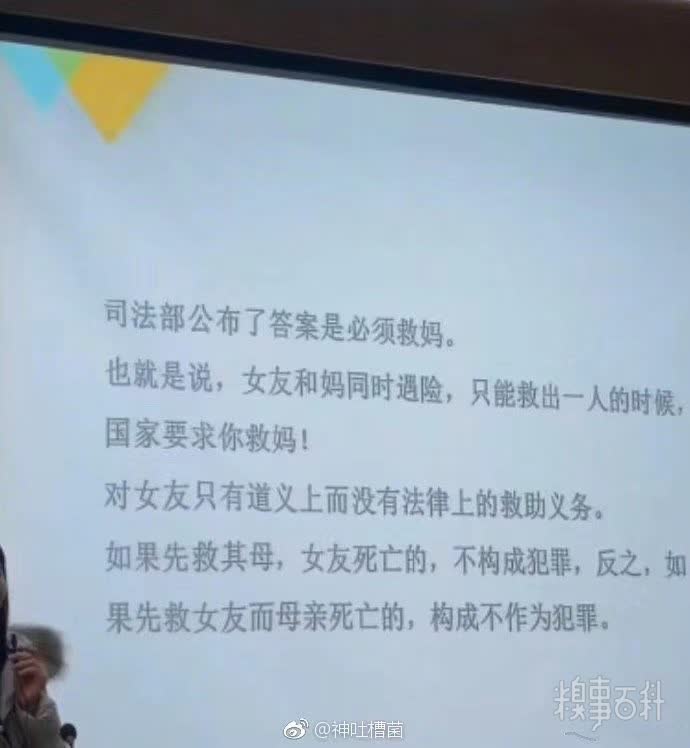 司法部公布了答案是必须救妈。
也就是说，女友和妈同时遇险，只能救出一人的时候，
国家要求你救妈！
对女友只有道义上而没有法律上的救助义务。
如果先救其母，女友死亡的，不构成犯罪，反之，如
果先救女友而母亲死亡的，构成不作为犯罪。
糗事百科
@神吐槽菌